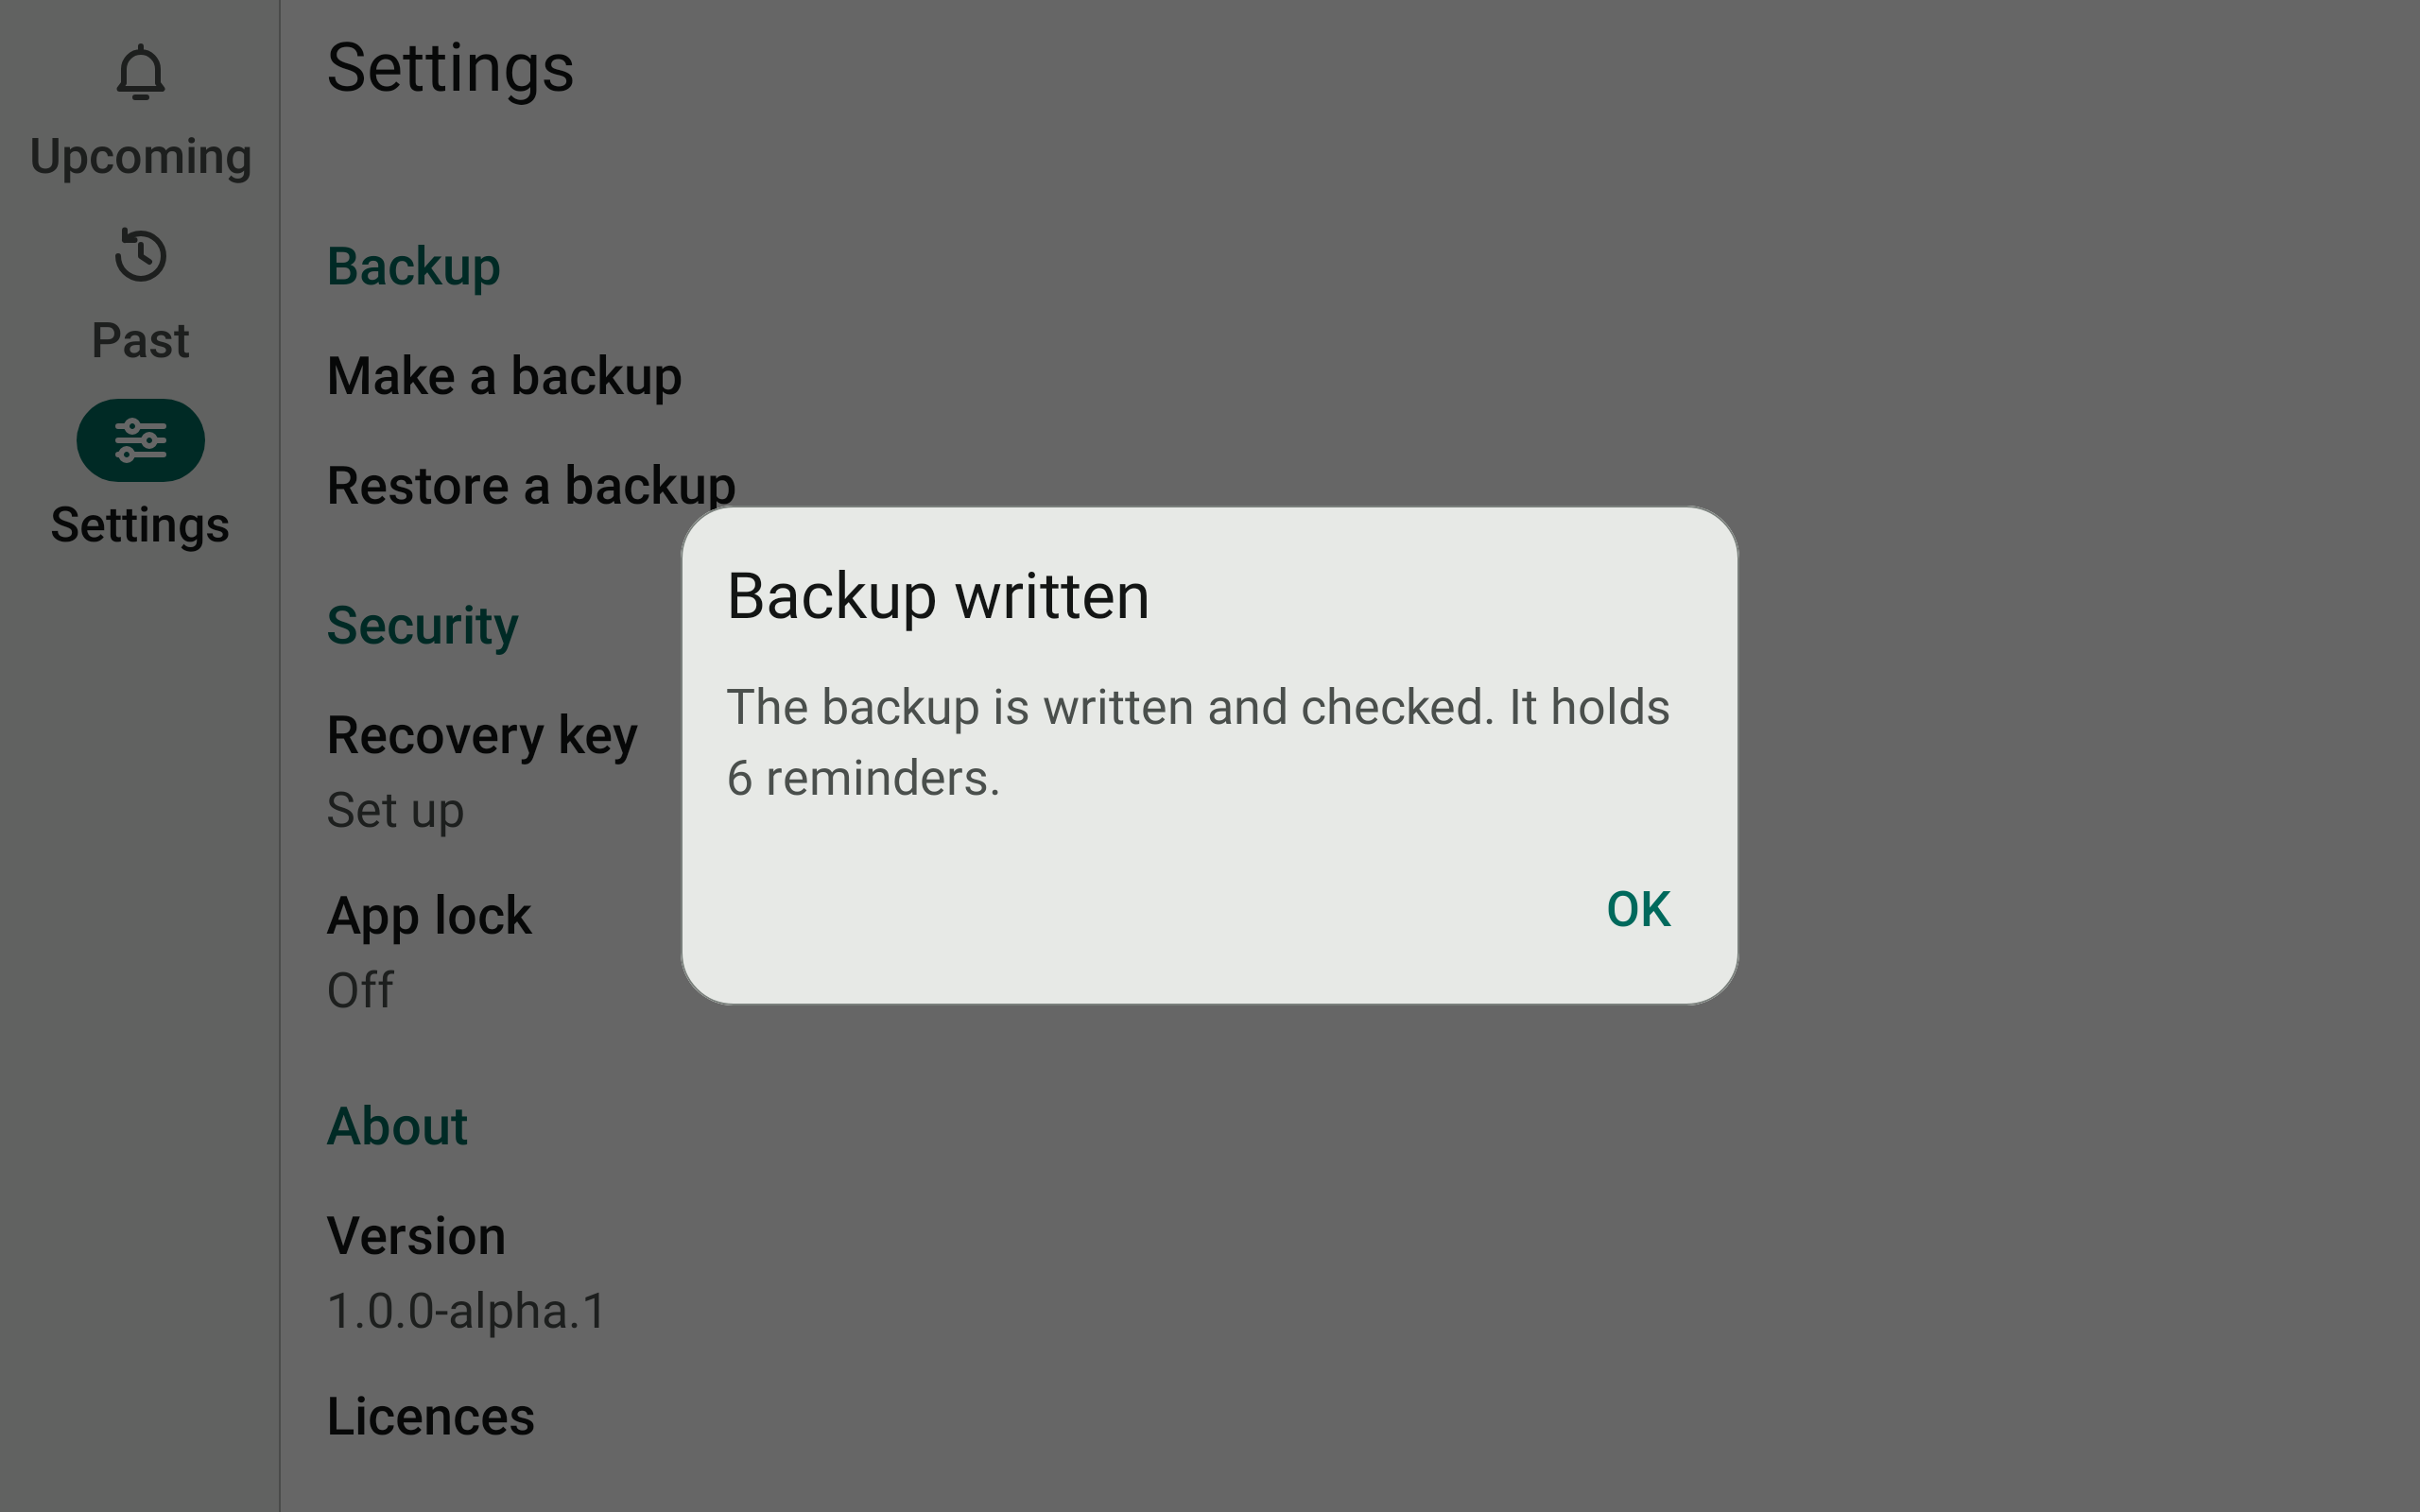 Upcoming
Past
Settings
Settings
Backup
Make a backup
Restore a backup
Security
Recovery key
Set up
App lock
Off
About
Version
1.0.0-alpha.1
Licences
Backup written
The backup is written and checked. It holds
6 reminders.
OK